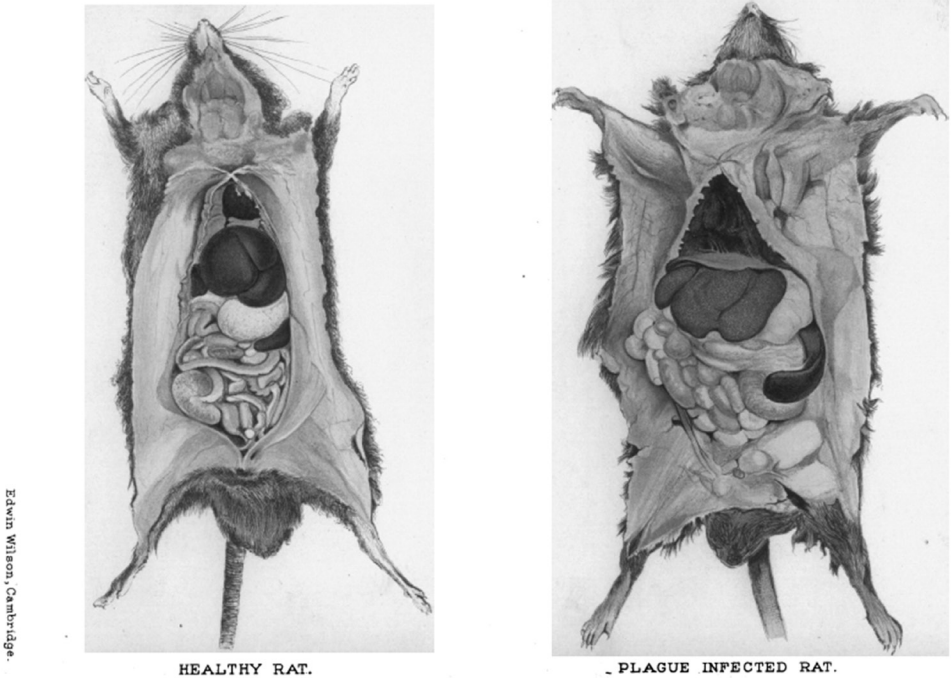 Edwin Wilson, Cambridge.
HEALTHY RAT.
PLAGUE INFECTED RAT.